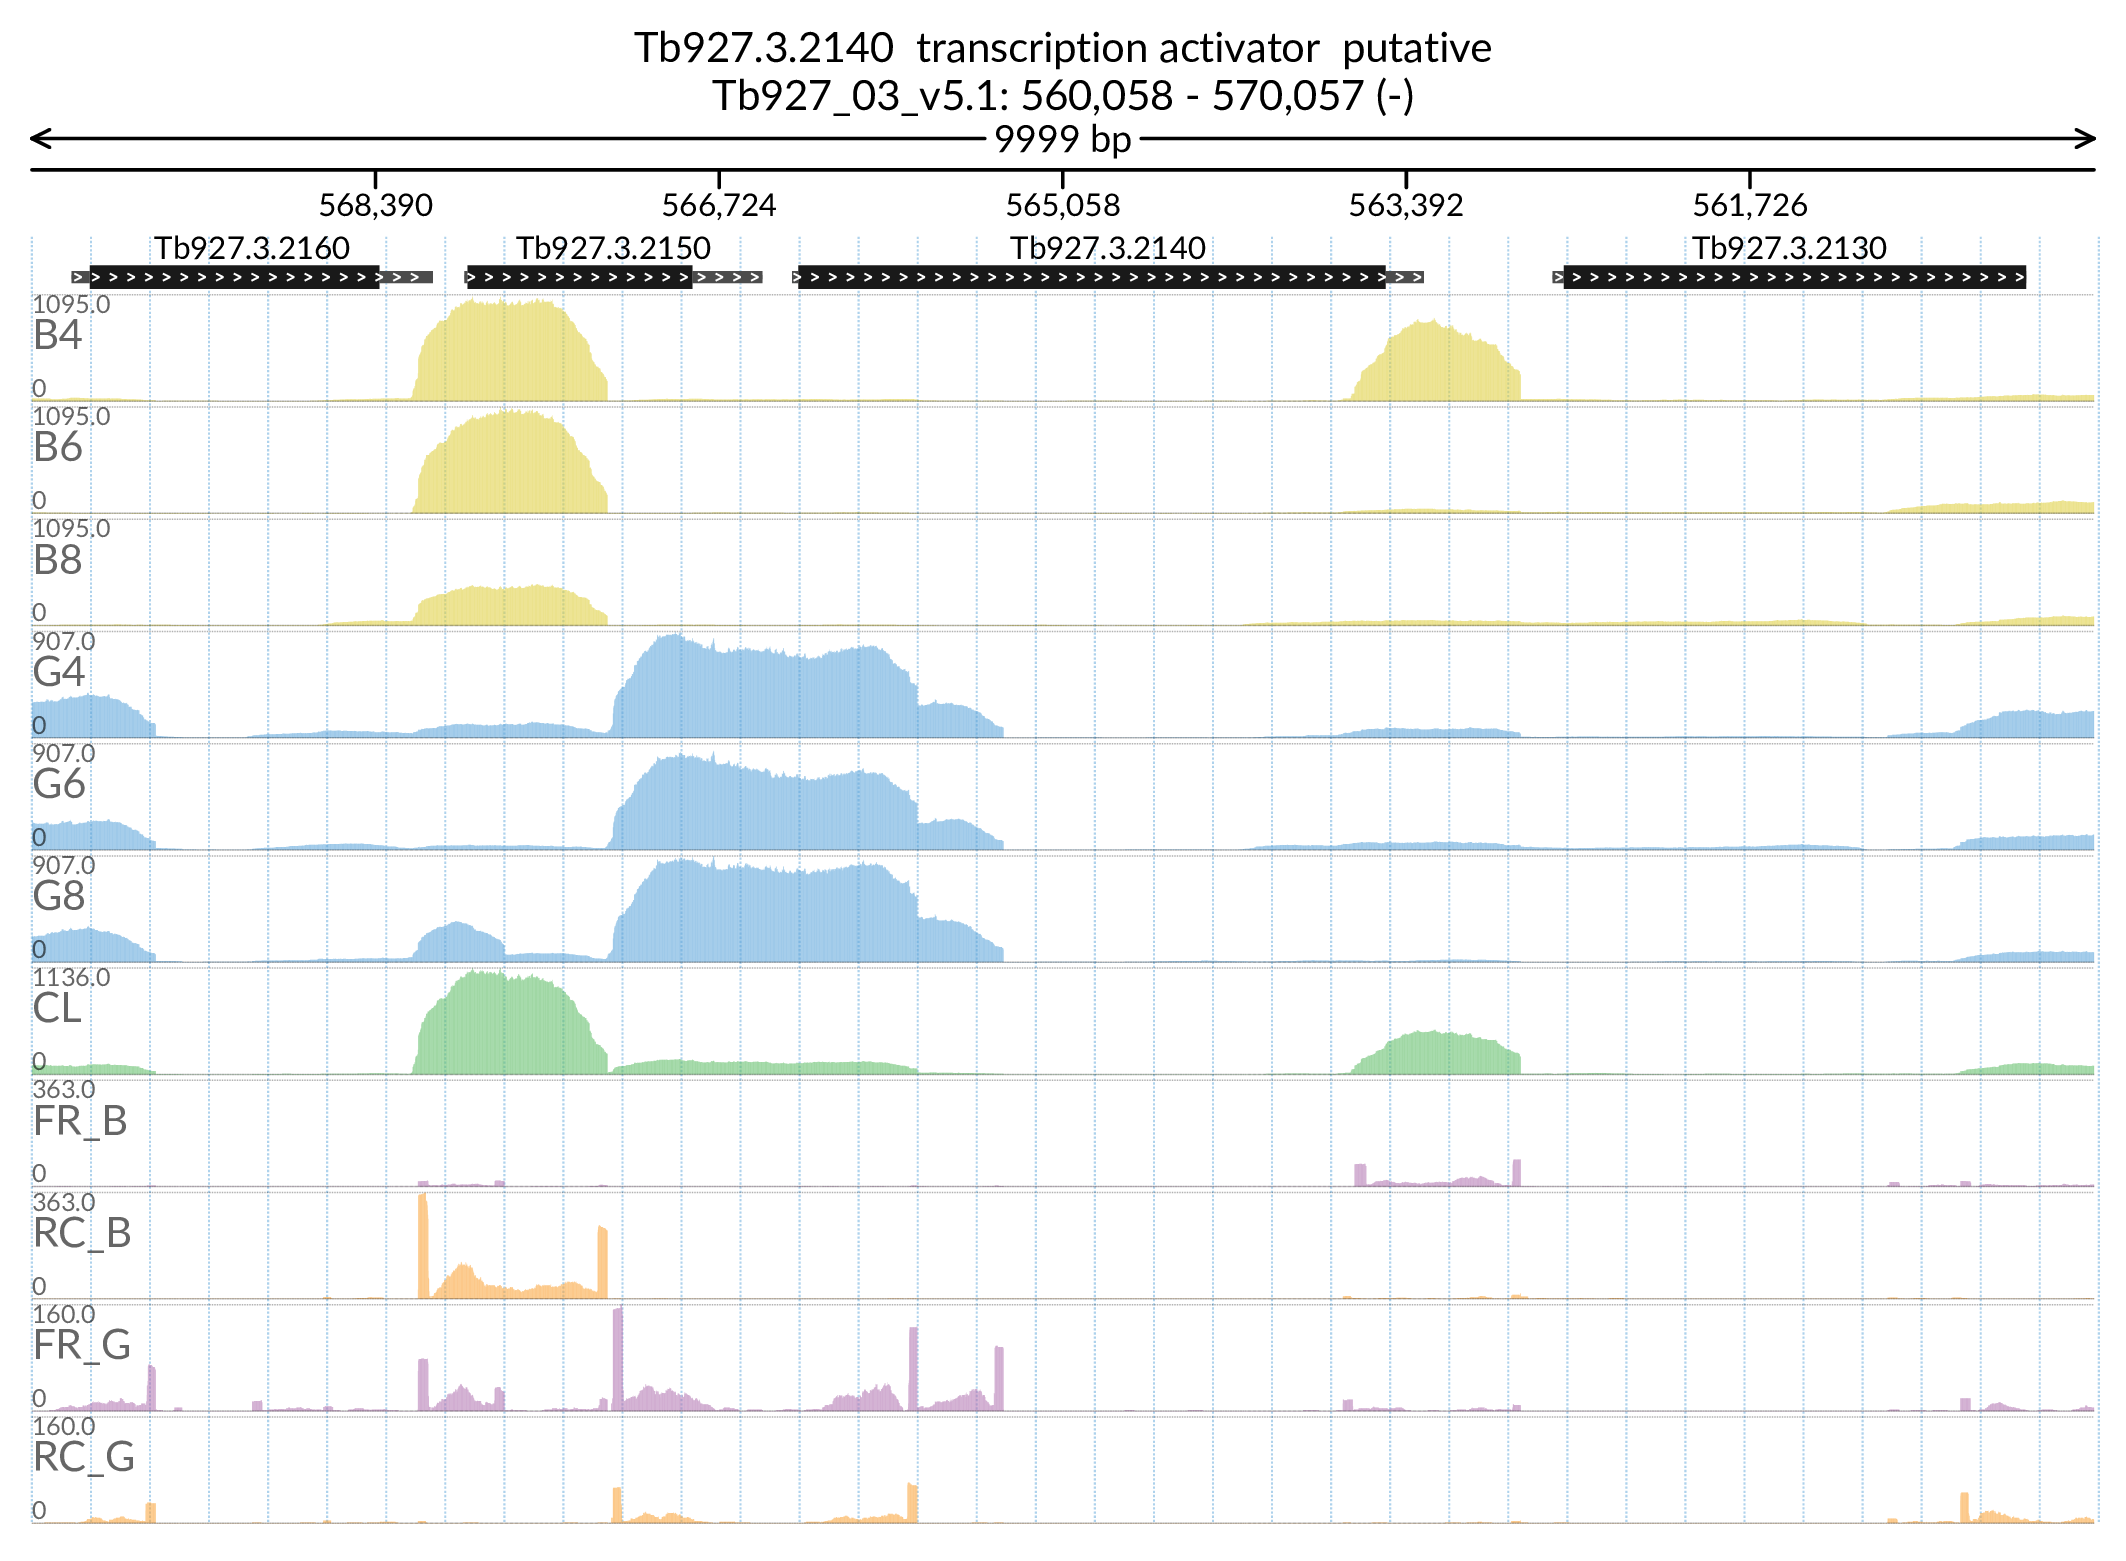 Tb927.3.2140  transcription activator  putative
Tb927_03_v5.1: 560,058 - 570,057 (-)
9999 bp
568,390 566,724 565,058 563,392 561,726
Tb927.3.2160 Tb927.3.2150 Tb927.3.2140 Tb927.3.2130
1095.0
B4
0
1095.0
B6
0
1095.0
B8
0
907.0
G4
0
907.0
G6
0
907.0
G8
0
1136.0
CL
0
363.0
FR_B
0
363.0
RC_B
0
160.0
FR_G
0
160.0
RC_G
0